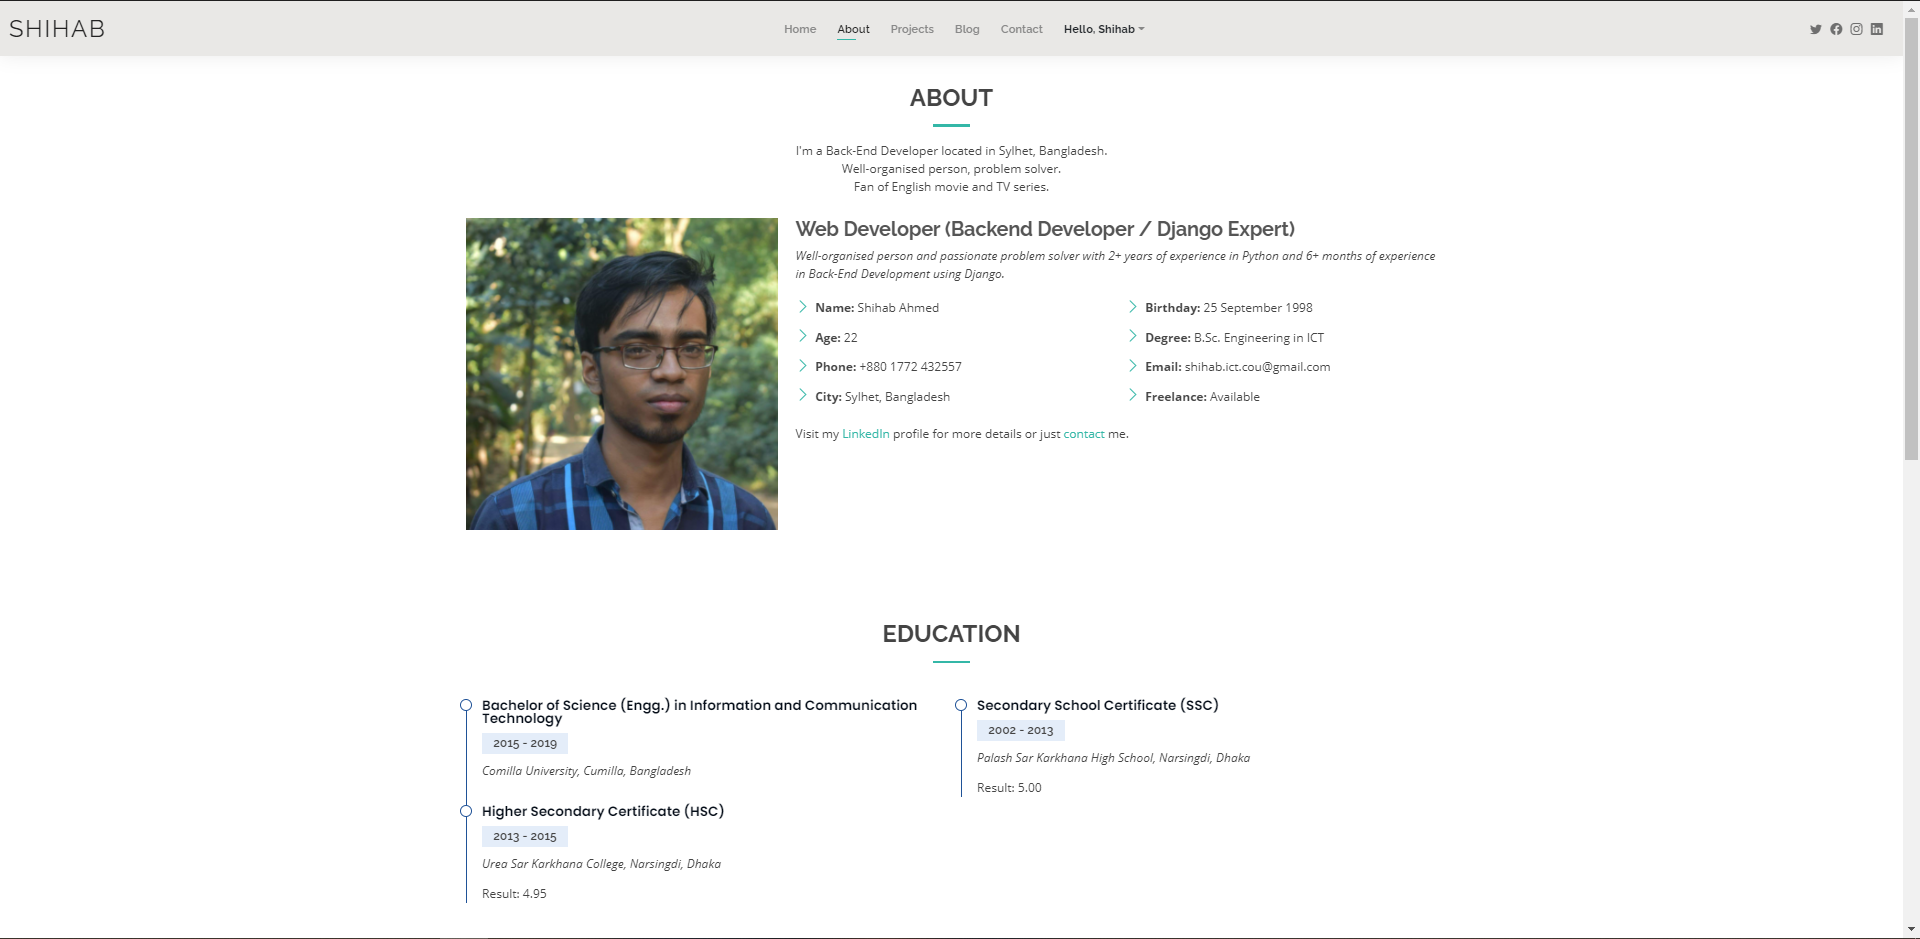 SHIHAB
Home About Projects Blog Contact Hello, Shihab
ABOUT
I'm a Back-End Developer located in Sylhet, Bangladesh.
Well-organised person, problem solver.
Fan of English movie and TV series.
Web Developer (Backend Developer / Django Expert)
Well-organised person and passionate problem solver with 2+ years of experience in Python and 6+ months of experience
in Back-End Development using Django.
Name: Shihab Ahmed
Age: 22
Phone: +880 1772 432557
City: Sylhet, Bangladesh
Birthday: 25 September 1998
Degree: B.Sc. Engineering in ICT
Email: shihab.ict.cou@gmail.com
Freelance: Available
Visit my LinkedIn profile for more details or just contact me.
EDUCATION
Bachelor of Science (Engg.) in Information and Communication
Technology
2015 - 2019
Comilla University, Cumilla, Bangladesh
Higher Secondary Certificate (HSC)
2013 - 2015
Urea Sar Karkhana College, Narsingdi, Dhaka
Result: 4.95
Secondary School Certificate (SSC)
2002 - 2013
Palash Sar Karkhana High School, Narsingdi, Dhaka
Result: 5.00